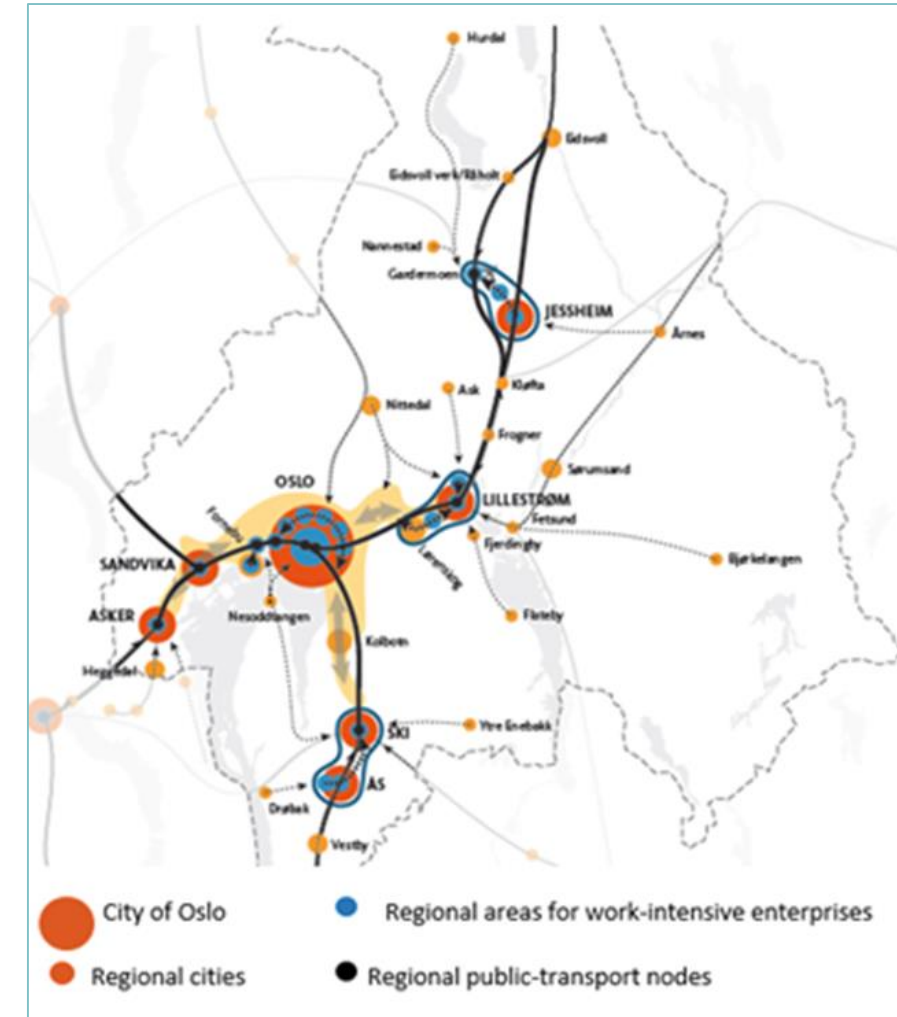 Hurdal
Eidsvoll
Eidsvoll verk/Råholt
Nannestad
Gardermoen
JESSHEIM
Årnes
Kløfta
Ask
Nittedal
Frogner
Sørumsand
OSLO
LILLESTRØM
Fetsund
Fornebu
Fjerdingby
Lørenskog
Bjørkelangen
SANDVIKA
ASKER
Nesoddtangen
Flateby
Kolbotn
Heggedal
Ytre Enebakk
SKI
ÅS
Drøbak
Vestby
City of Oslo
Regional areas for work-intensive enterprises
Regional cities
Regional public-transport nodes